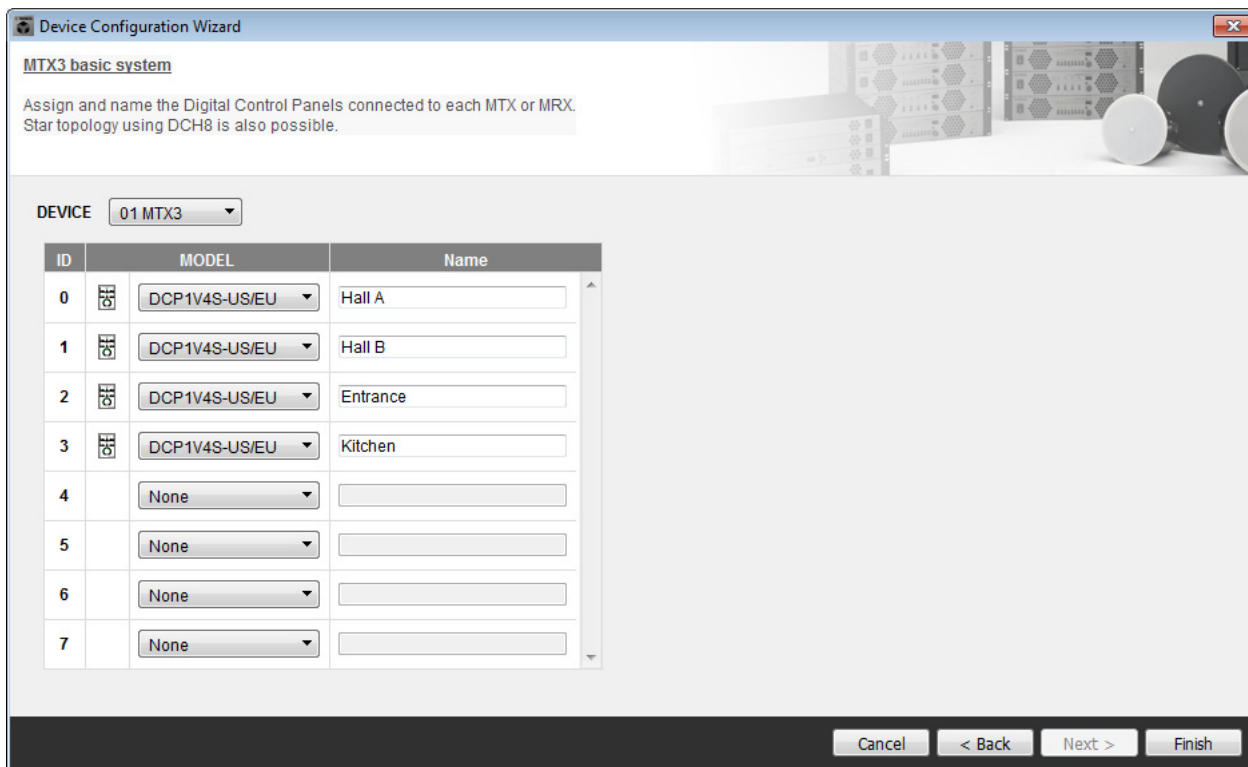 Device Configuration Wizard
MTX3 basic system
Assign and name the Digital Control Panels connected to each MTX or MRX.
Star topology using DCH8 is also possible.
DEVICE 01 MTX3
ID MODEL Name
0 DCP1V4S-US/EU Hall A
1 DCP1V4S-US/EU Hall B
2 DCP1V4S-US/EU Entrance
3 DCP1V4S-US/EU Kitchen
4 None
5 None
6 None
7 None
Cancel < Back Next > Finish